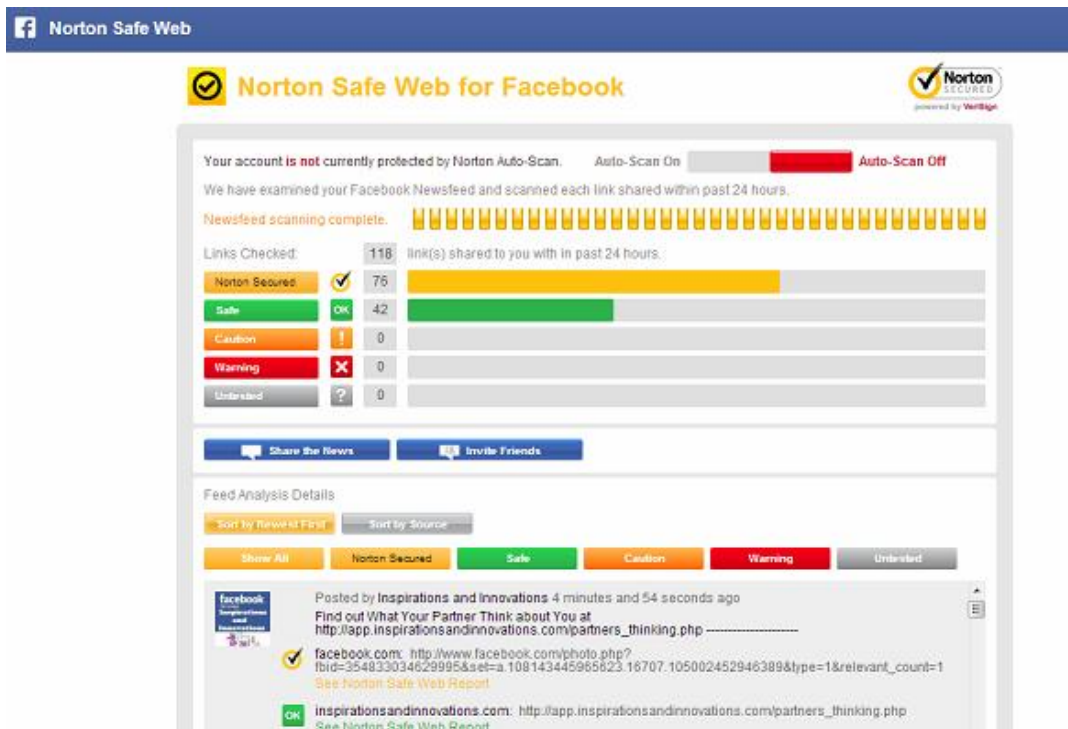 Norton Safe Web
Norton Safe Web for Facebook
Norton
SECURED
powered by VeriSign
Your account is not currently protected by Norton Auto-Scan. Auto-Scan On Auto-Scan Off
We have examined your Facebook Newsfeed and scanned each link shared within past 24 hours.
Newsfeed scanning complete.
Links Checked: 118 link(s) shared to you with in past 24 hours.
Norton Secured 76
Safe OK 42
Caution ! 0
Warning 0
Untested ? 0
Share the News Invite Friends
Feed Analysis Details
Sort by Newest First Sort by Source
Show All Norton Secured Safe Caution Warning Untested
facebook
Inspirations
and
Innovations
Posted by Inspirations and Innovations 4 minutes and 54 seconds ago
Find out What Your Partner Think about You at
http://app.inspirationsandinnovations.com/partners_thinking.php ----------------------
facebook.com: http://www.facebook.com/photo.php?
fbid=354833034629995&set=a.108143445965623.16707.105002452946389&type=1&relevant_count=1
See Norton Safe Web Report
OK inspirationsandinnovations.com: http://app.inspirationsandinnovations.com/partners_thinking.php
See Norton Safe Web Report